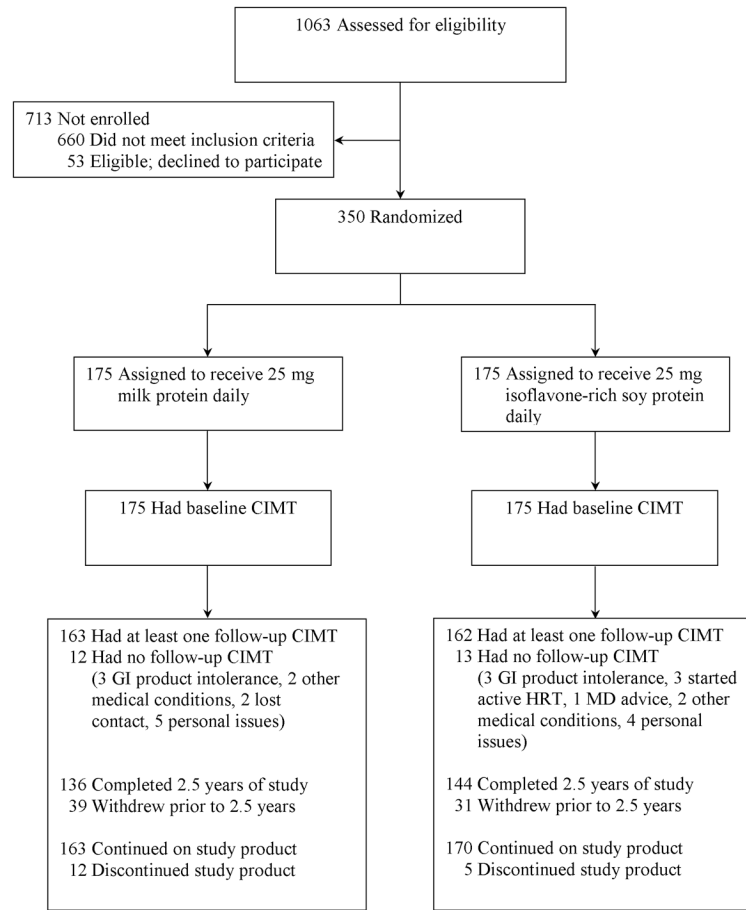 1063 Assessed for eligibility
713 Not enrolled
660 Did not meet inclusion criteria
53 Eligible; declined to participate
350 Randomized
175 Assigned to receive 25 mg
milk protein daily
175 Assigned to receive 25 mg
isoflavone-rich soy protein
daily
175 Had baseline CIMT
175 Had baseline CIMT
163 Had at least one follow-up CIMT
12 Had no follow-up CIMT
(3 GI product intolerance, 2 other
medical conditions, 2 lost
contact, 5 personal issues)
136 Completed 2.5 years of study
39 Withdrew prior to 2.5 years
163 Continued on study product
12 Discontinued study product
162 Had at least one follow-up CIMT
13 Had no follow-up CIMT
(3 GI product intolerance, 3 started
active HRT, 1 MD advice, 2 other
medical conditions, 4 personal
issues)
144 Completed 2.5 years of study
31 Withdrew prior to 2.5 years
170 Continued on study product
5 Discontinued study product